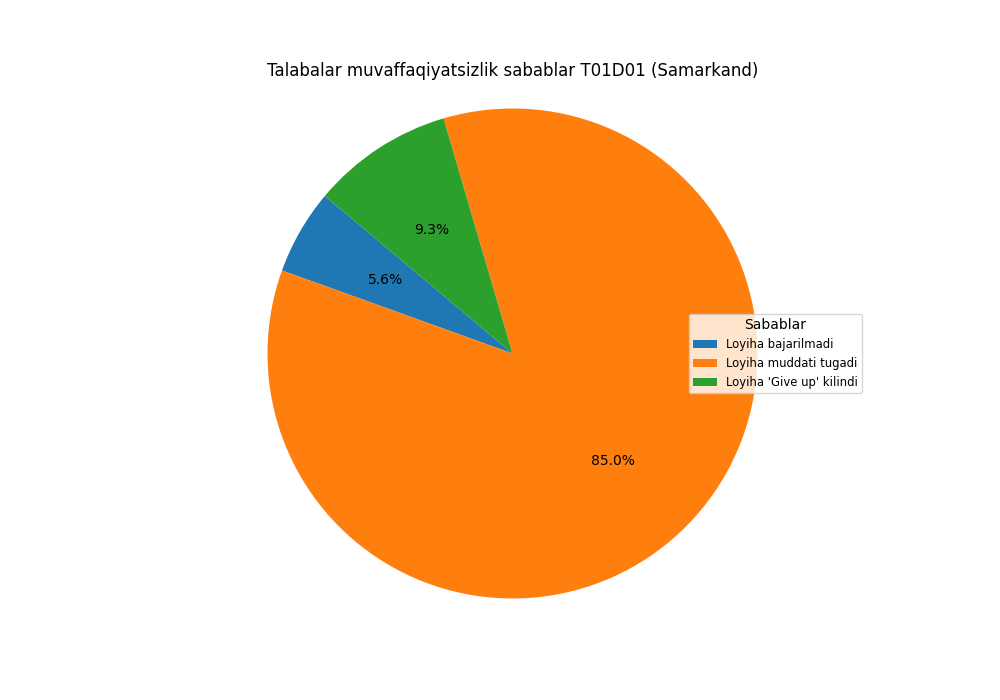 Talabalar muvaffaqiyatsizlik sabablar T01D01 (Samarkand)
9.3%
5.6%
Sabablar
Loyiha bajarilmadi
Loyiha muddati tugadi
Loyiha 'Give up' kilindi
85.0%